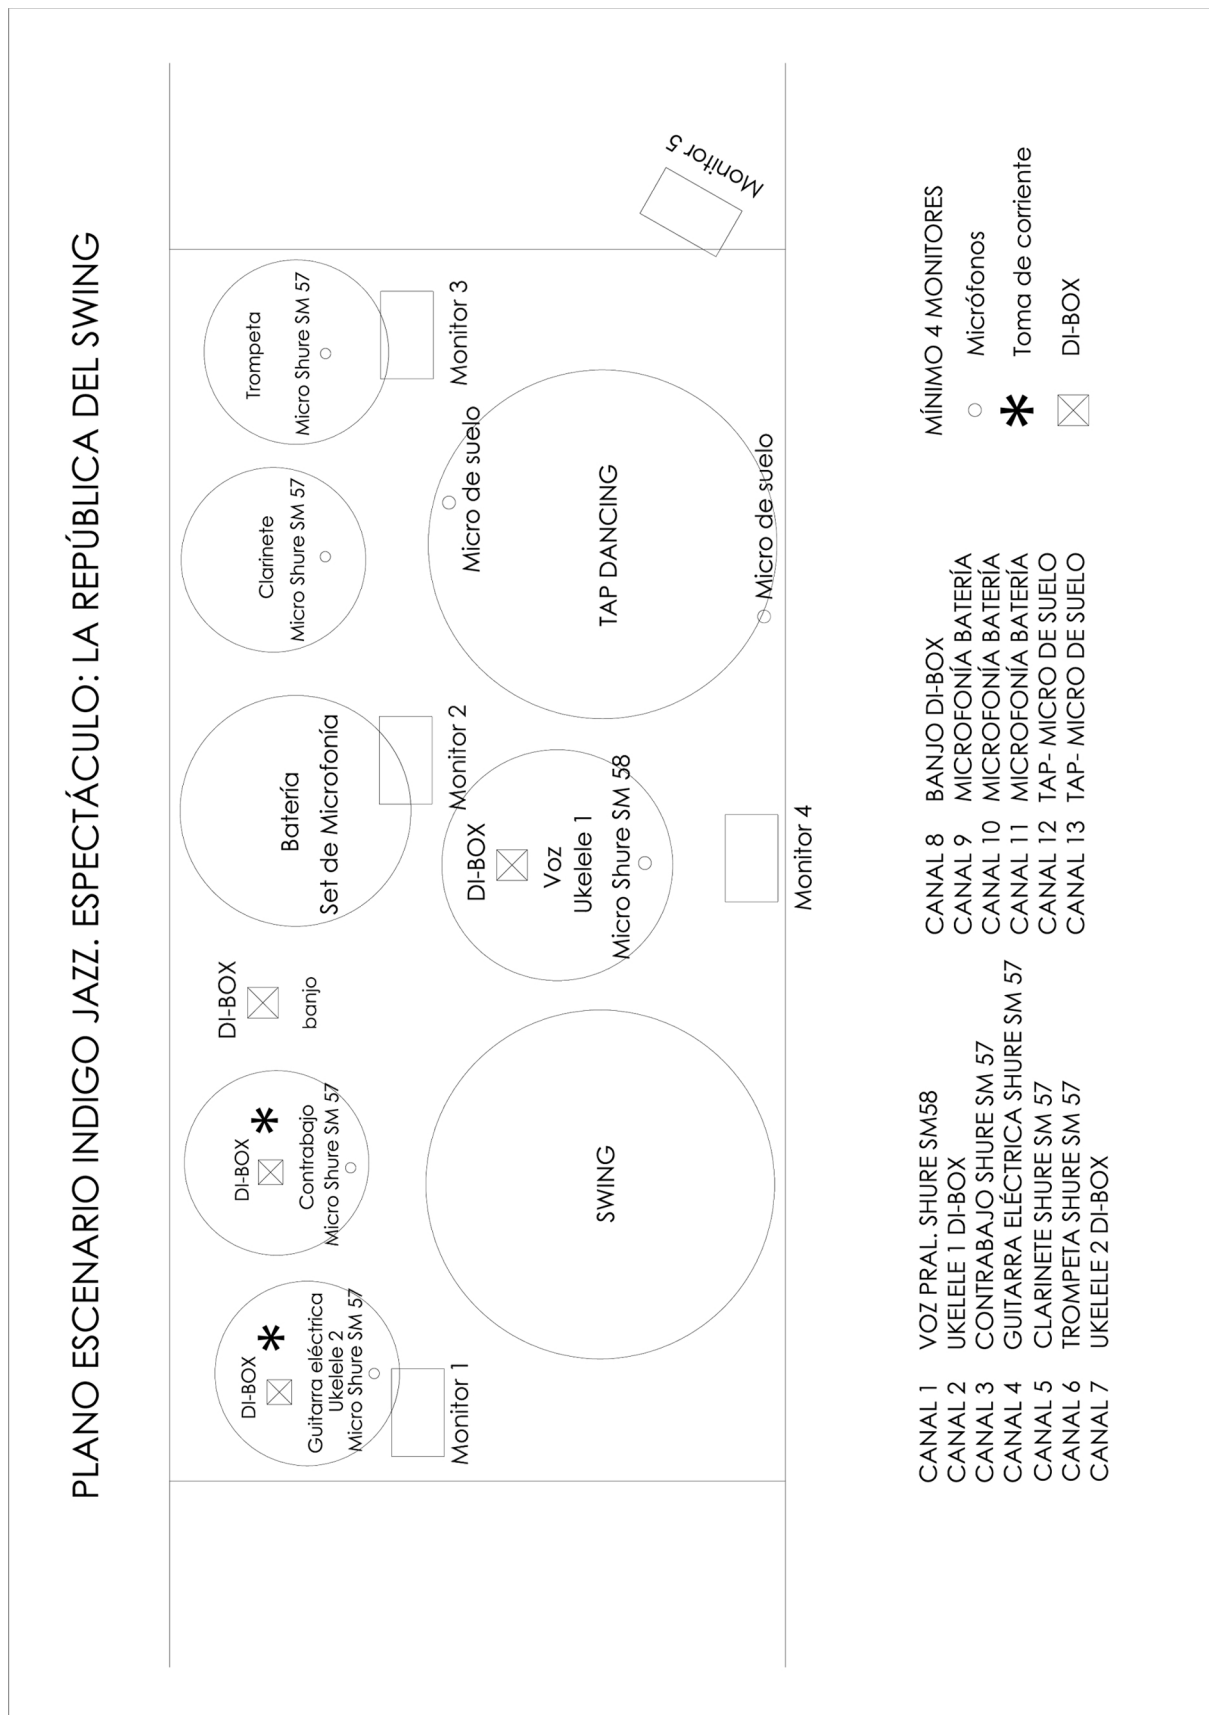 PLANO ESCENARIO INDIGO JAZZ. ESPECTÁCULO: LA REPÚBLICA DEL SWING
DI-BOX
Guitarra eléctrica
Ukelele 2
Micro Shure SM 57
Monitor 1
DI-BOX
Contrabajo
Micro Shure SM 57
DI-BOX
banjo
Batería
Set de Microfonía
Monitor 2
Clarinete
Micro Shure SM 57
Trompeta
Micro Shure SM 57
Monitor 3
Monitor 5
SWING
DI-BOX
Voz
Ukelele 1
Micro Shure SM 58
Monitor 4
Micro de suelo
TAP DANCING
Micro de suelo
CANAL 1 VOZ PRAL. SHURE SM58
CANAL 2 UKELELE 1 DI-BOX
CANAL 3 CONTRABAJO SHURE SM 57
CANAL 4 GUITARRA ELÉCTRICA SHURE SM 57
CANAL 5 CLARINETE SHURE SM 57
CANAL 6 TROMPETA SHURE SM 57
CANAL 7 UKELELE 2 DI-BOX
CANAL 8 BANJO DI-BOX
CANAL 9 MICROFONÍA BATERÍA
CANAL 10 MICROFONÍA BATERÍA
CANAL 11 MICROFONÍA BATERÍA
CANAL 12 TAP- MICRO DE SUELO
CANAL 13 TAP- MICRO DE SUELO
MÍNIMO 4 MONITORES
Micrófonos
Toma de corriente
DI-BOX